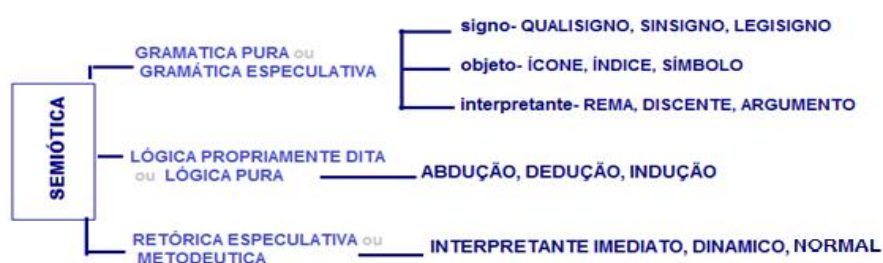 SEMIÓTICA
GRAMATICA PURA ou
GRAMÁTICA ESPECULATIVA
signo- QUALISIGNO, SINSIGNO, LEGISIGNO
objeto- ÍCONE, ÍNDICE, SÍMBOLO
interpretante- REMA, DISCENTE, ARGUMENTO
LÓGICA PROPRIAMENTE DITA
ou LÓGICA PURA
ABDUÇÃO, DEDUÇÃO, INDUÇÃO
RETÓRICA ESPECULATIVA ou
METODEUTICA
INTERPRETANTE IMEDIATO, DINAMICO, NORMAL